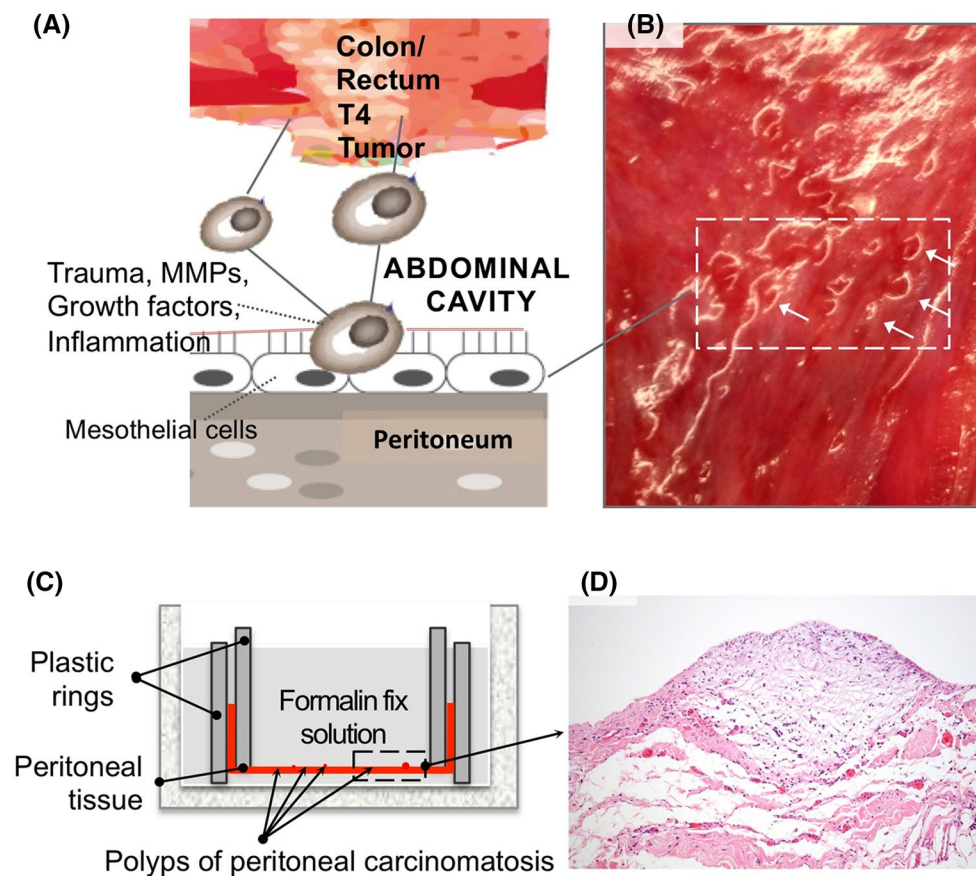 (A)
Colon/
Rectum
T4
Tumor
Trauma, MMPs,
Growth factors,
Inflammation
ABDOMINAL
CAVITY
Mesothelial cells
Peritoneum
(B)
(C)
Plastic
rings
Formalin fix
solution
Peritoneal
tissue
Polyps of peritoneal carcinomatosis
(D)